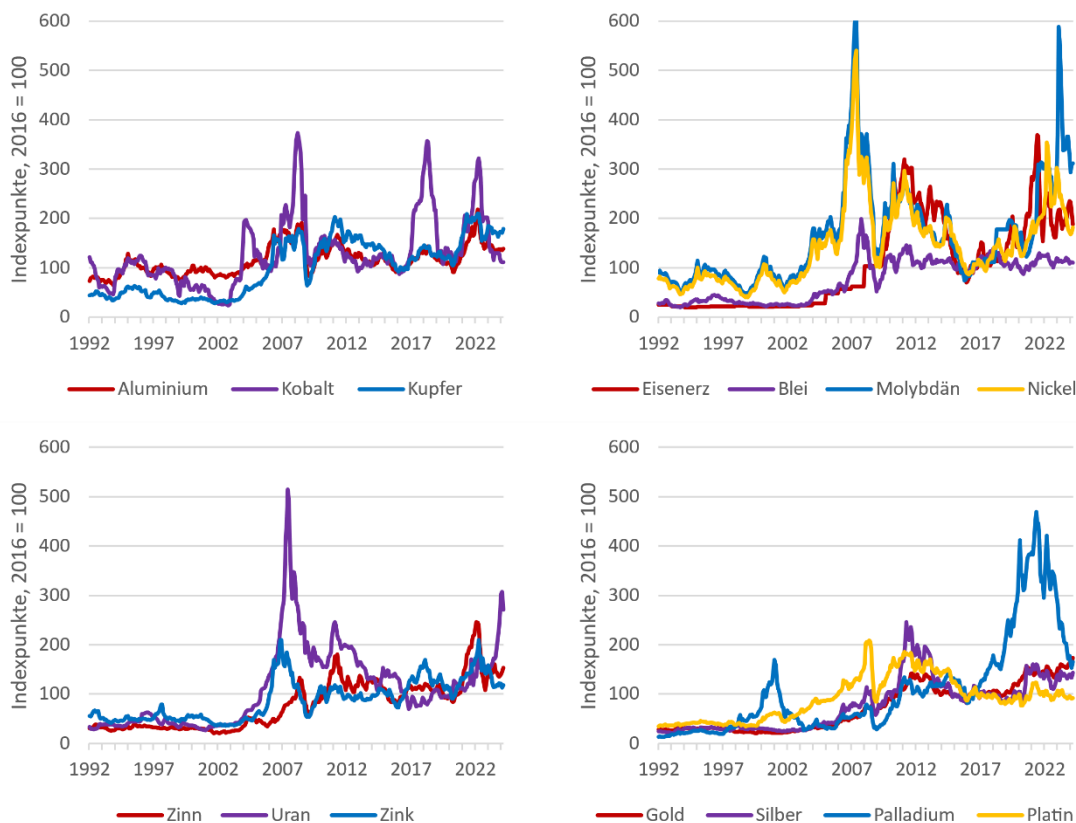 Indexpunkte, 2016 = 100
600
500
400
300
200
100
0
1992 1997 2002 2007 2012 2017 2022
Aluminium Kobalt Kupfer
Indexpunkte, 2016 = 100
600
500
400
300
200
100
0
1992 1997 2002 2007 2012 2017 2022
Eisenerz Blei Molybdän Nickel
Indexpunkte, 2016 = 100
600
500
400
300
200
100
0
1992 1997 2002 2007 2012 2017 2022
Zinn Uran Zink
Indexpunkte, 2016 = 100
600
500
400
300
200
100
0
1992 1997 2002 2007 2012 2017 2022
Gold Silber Palladium Platin